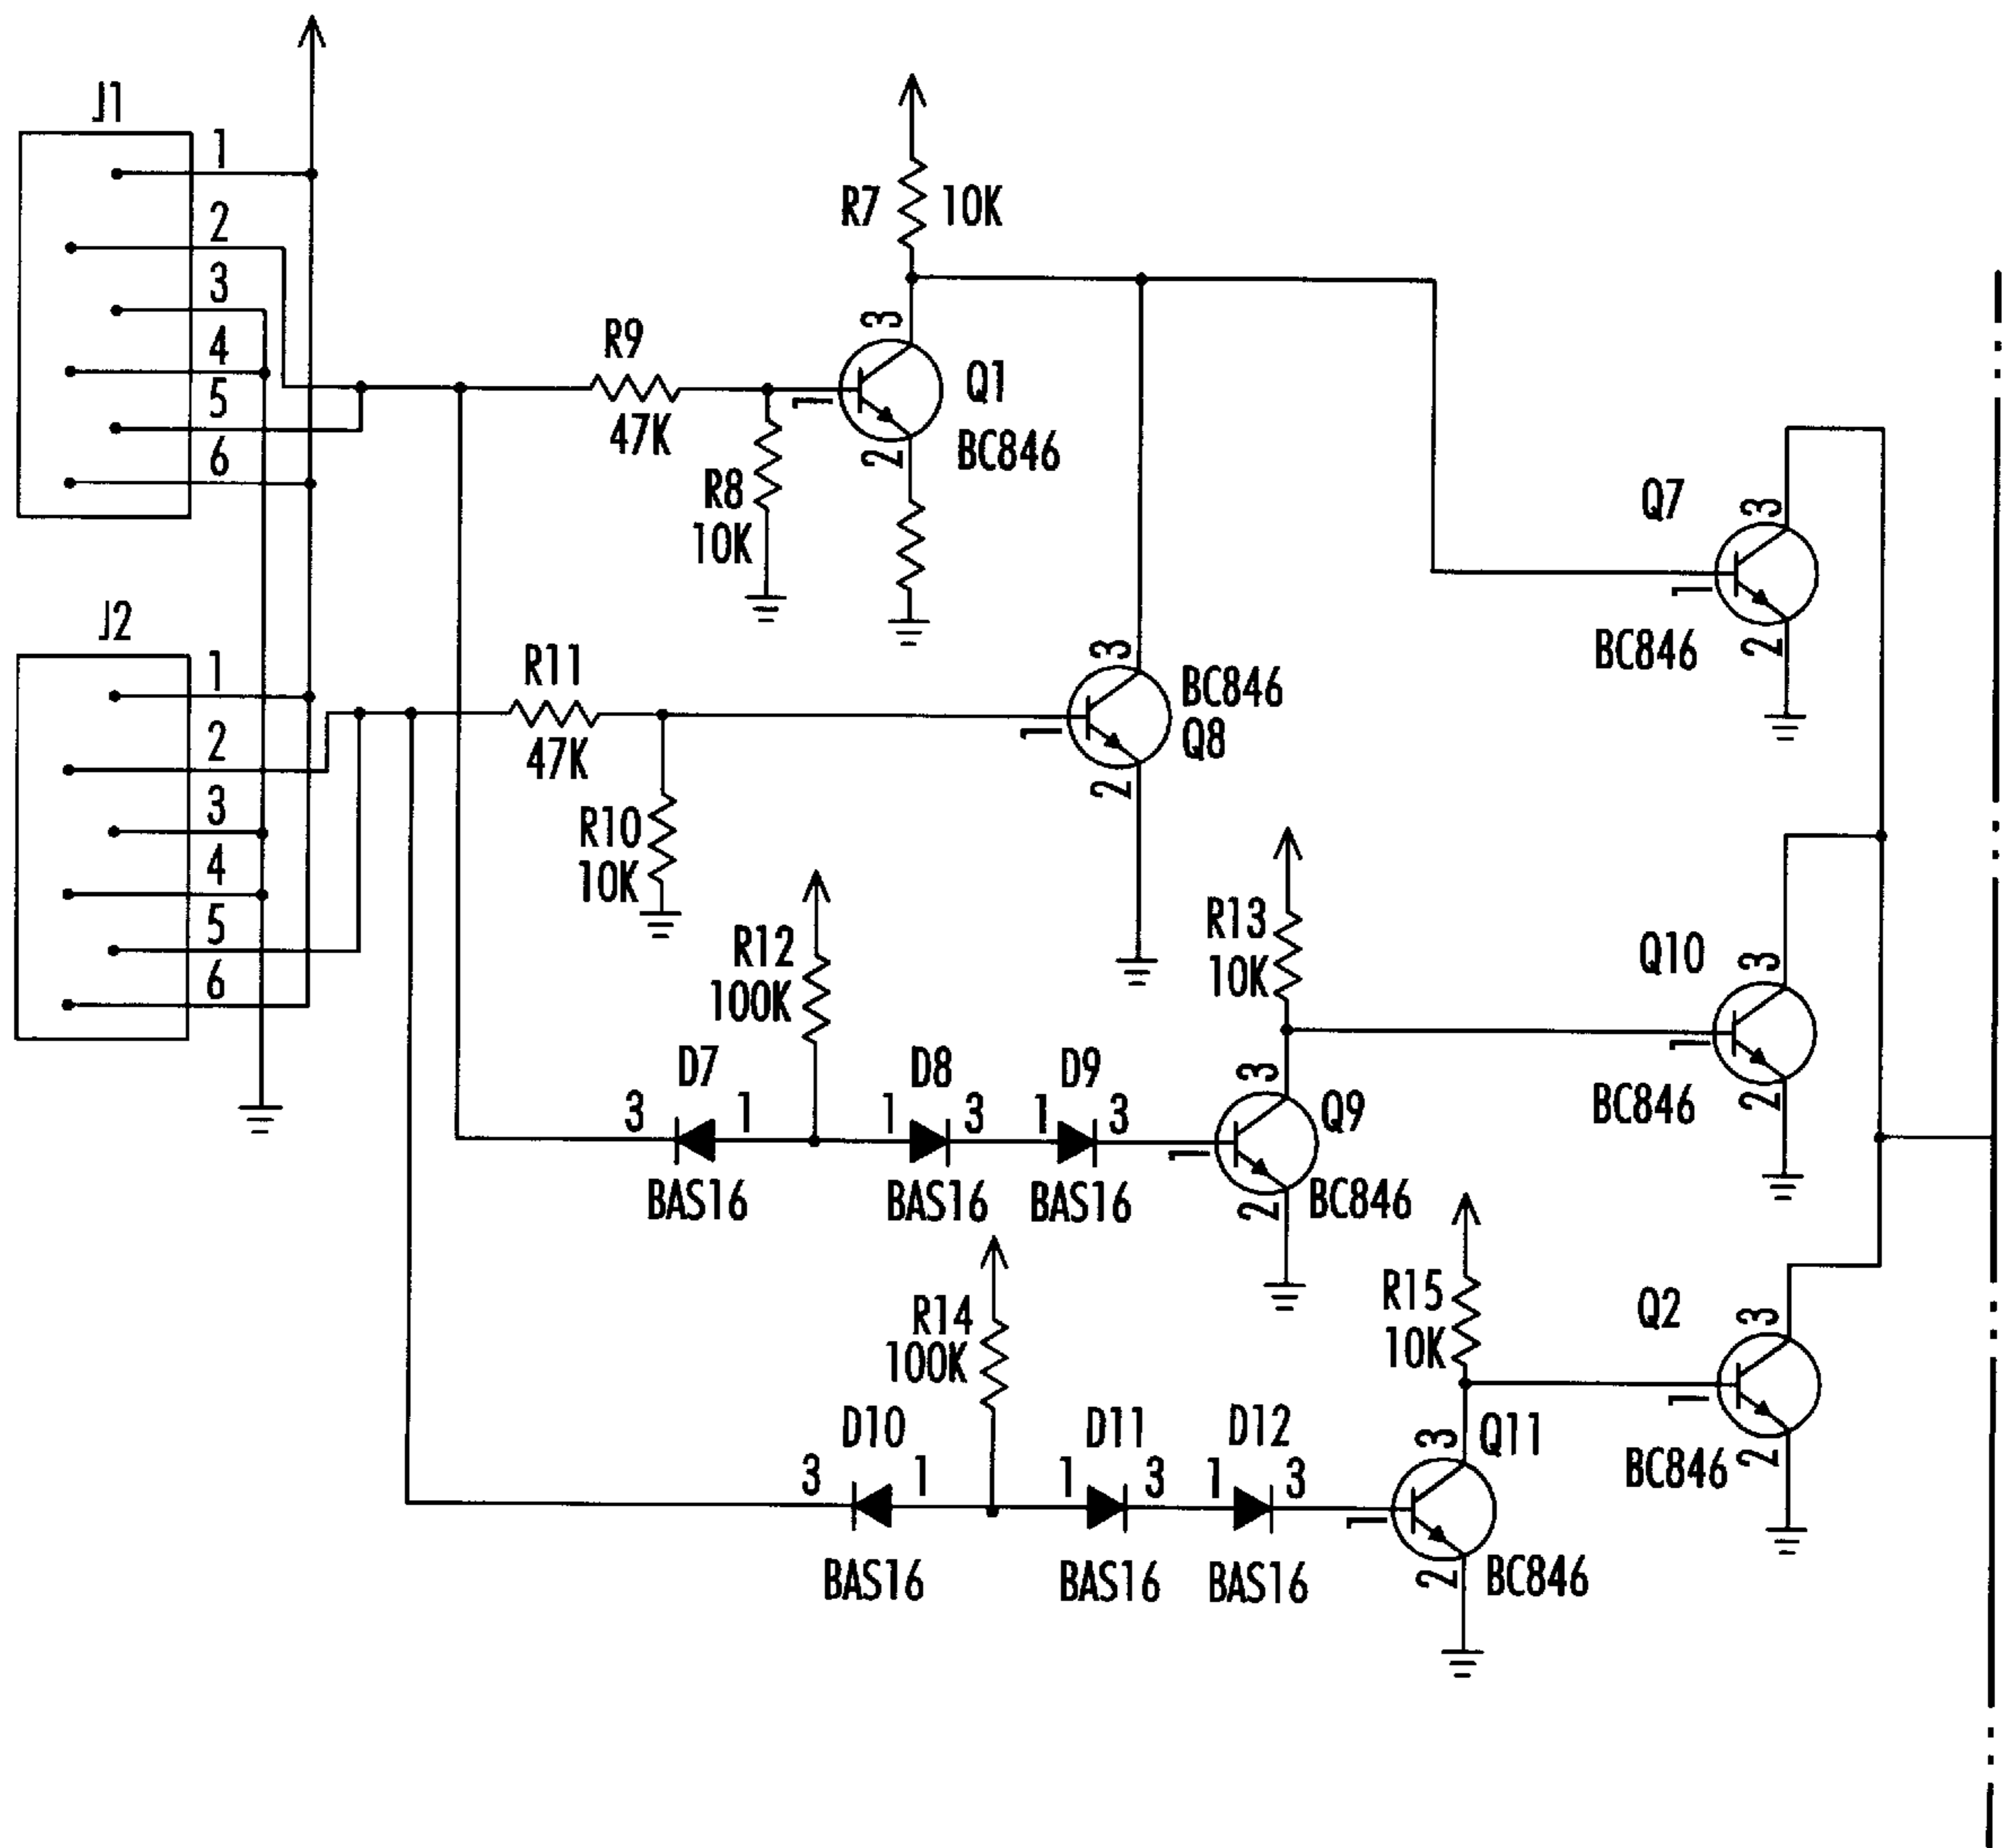 J1
1
2
3
4
5
6
J2
1
2
3
4
5
6
R7 10K
R9
47K
R8
10K
3
1
2
Q1
BC846
R11
47K
R10
10K
3
1
2
BC846
Q8
Q7
3
1
2
BC846
R12
100K
D7
3 1
BAS16
D8
1 3
BAS16
D9
1 3
BAS16
R13
10K
3
1
2
Q9
BC846
Q10
3
1
2
BC846
R14
100K
D10
3 1
BAS16
D11
1 3
BAS16
D12
1 3
BAS16
R15
10K
3
1
2
Q11
BC846
Q2
3
1
2
BC846